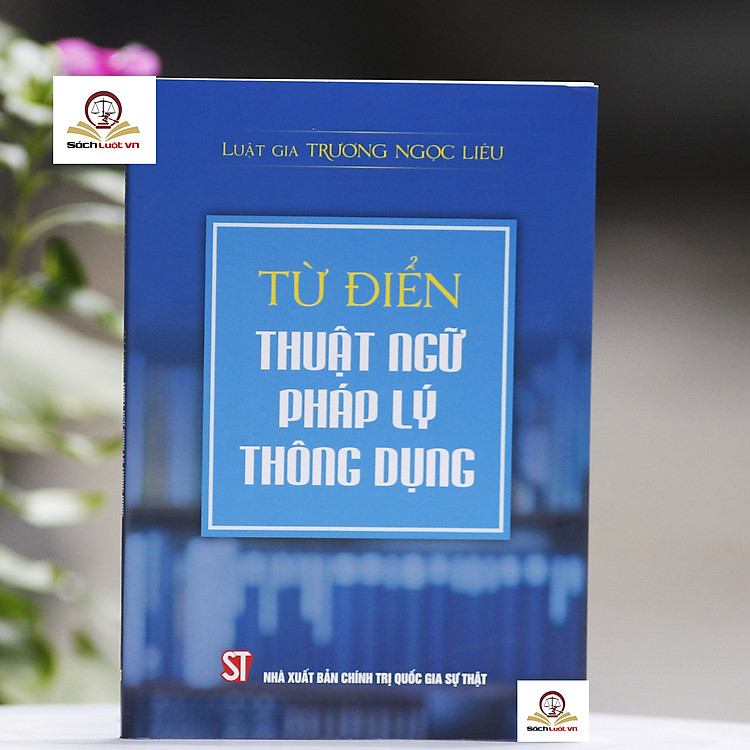 SáchLuật.vn
LUẬT GIA TRƯƠNG NGỌC LIÊU
TỪ ĐIỂN
THUẬT NGỮ
PHÁP LÝ
THÔNG DỤNG
ST
NHÀ XUẤT BẢN CHÍNH TRỊ QUỐC GIA SỰ THẬT
SáchLuật.vn